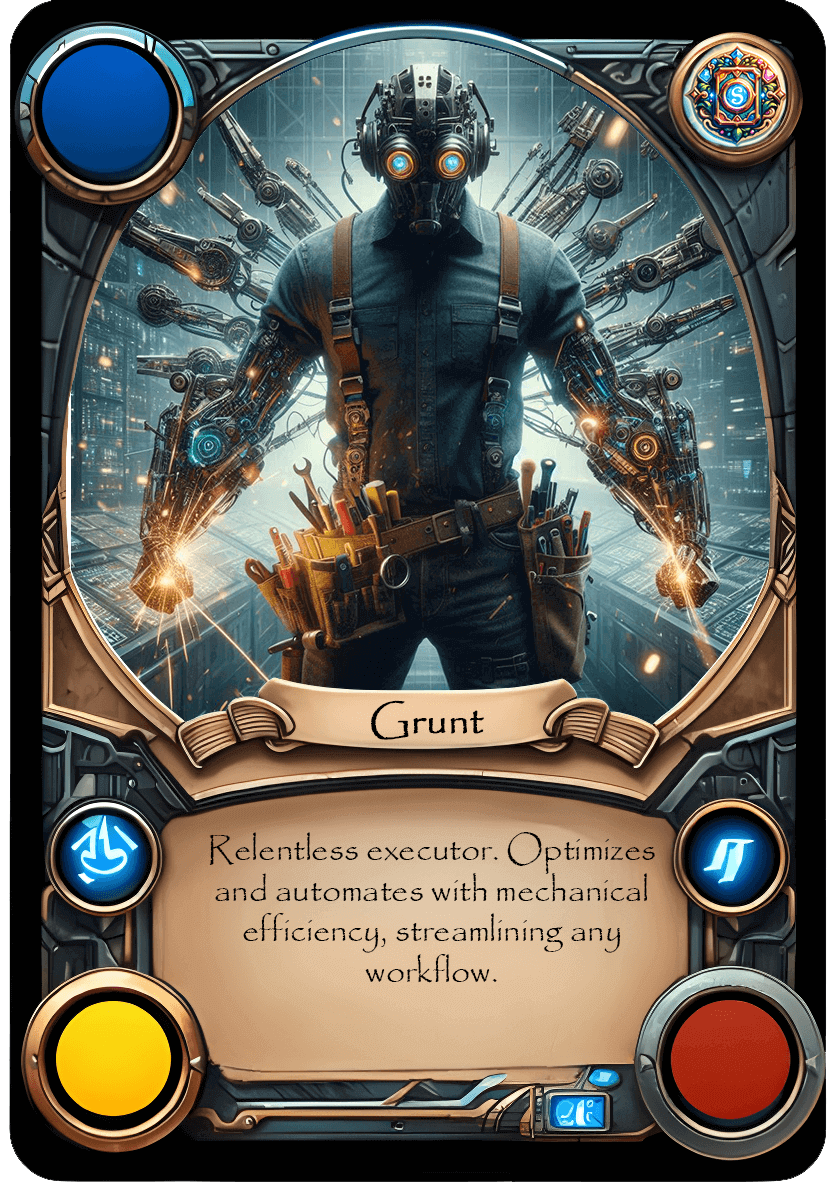 S
Grunt
Relentless executor. Optimizes
and automates with mechanical
efficiency, streamlining any
workflow.